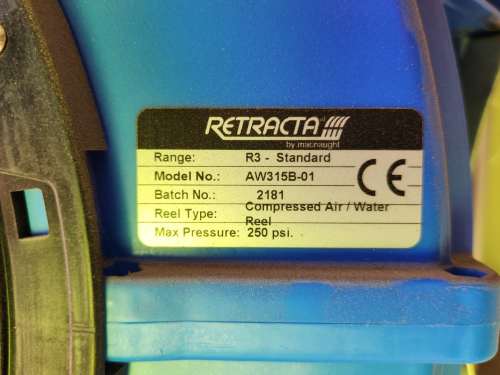 RETRACTA
by macnaught
Range: R3 - Standard
Model No.: AW315B-01
Batch No.: 2181
Reel Type: Compressed Air / Water
Reel
Max Pressure: 250 psi.
CE